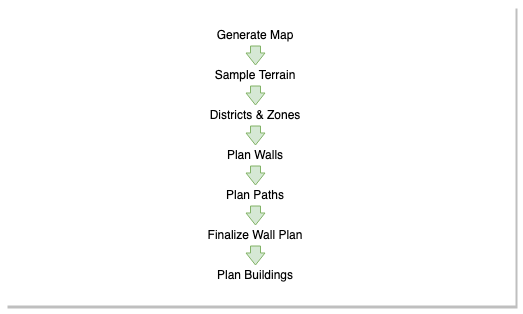 Generate Map
Sample Terrain
Districts & Zones
Plan Walls
Plan Paths
Finalize Wall Plan
Plan Buildings